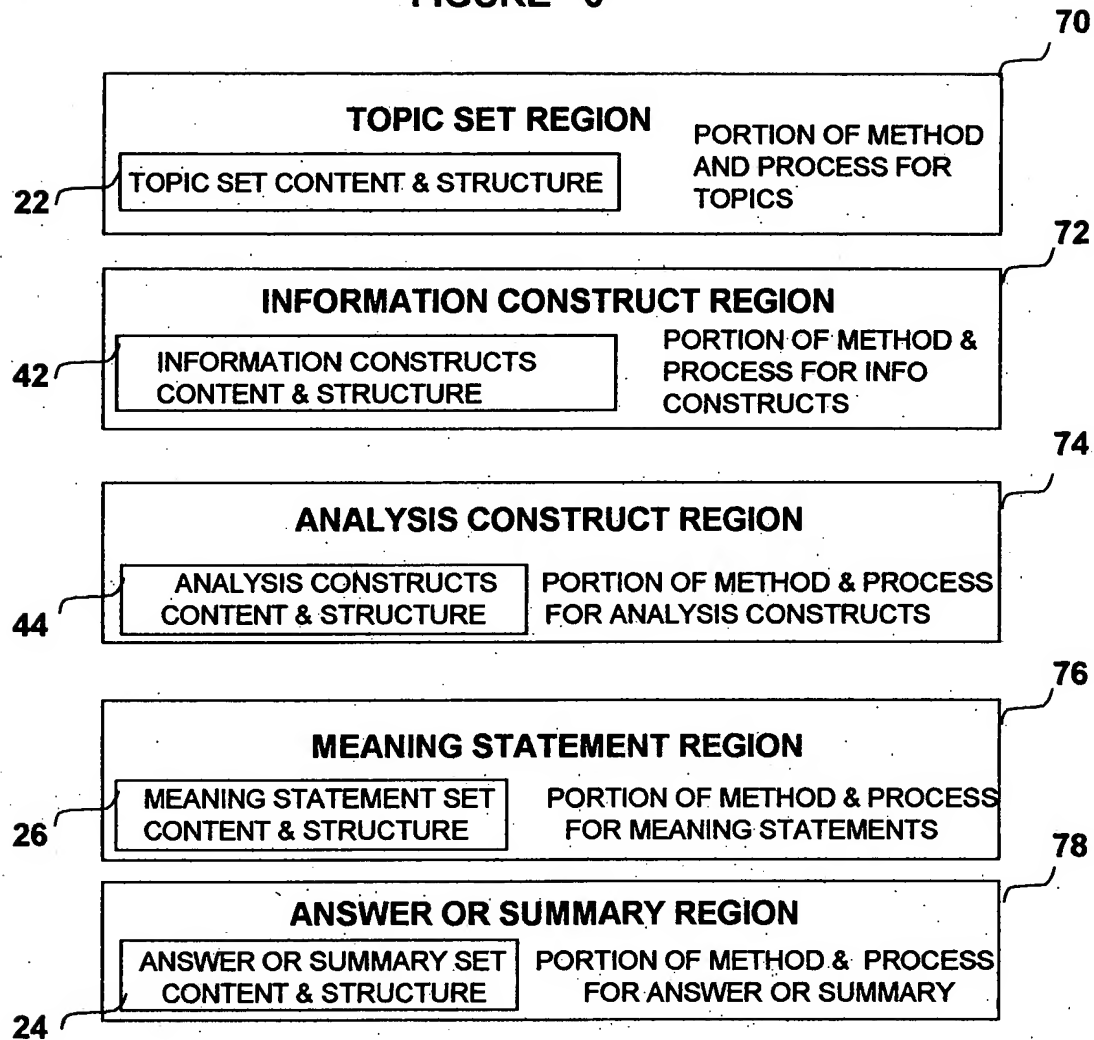 70
TOPIC SET REGION
PORTION OF METHOD
AND PROCESS FOR
TOPICS
TOPIC SET CONTENT & STRUCTURE
22
72
INFORMATION CONSTRUCT REGION
PORTION OF METHOD &
PROCESS FOR INFO
CONSTRUCTS
INFORMATION CONSTRUCTS
CONTENT & STRUCTURE
42
74
ANALYSIS CONSTRUCT REGION
ANALYSIS CONSTRUCTS
CONTENT & STRUCTURE
PORTION OF METHOD & PROCESS
FOR ANALYSIS CONSTRUCTS
44
76
MEANING STATEMENT REGION
MEANING STATEMENT SET
CONTENT & STRUCTURE
PORTION OF METHOD & PROCESS
FOR MEANING STATEMENTS
26
78
ANSWER OR SUMMARY REGION
ANSWER OR SUMMARY SET
CONTENT & STRUCTURE
PORTION OF METHOD & PROCESS
FOR ANSWER OR SUMMARY
24